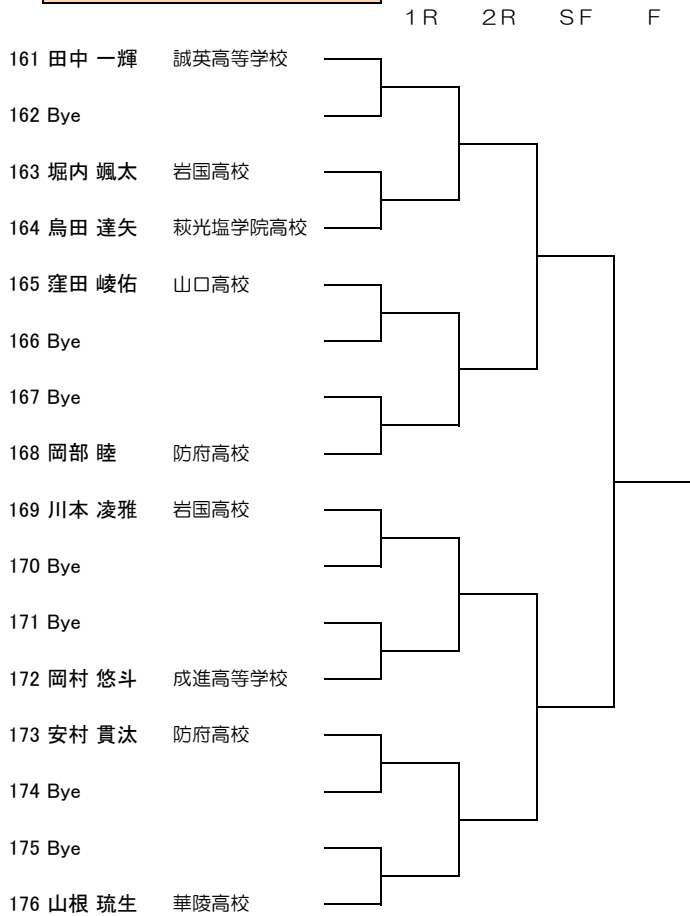 １Ｒ ２Ｒ ＳＦ Ｆ
161 田中 一輝 誠英高等学校
162 Bye
163 堀内 颯太 岩国高校
164 鳥田 達矢 萩光塩学院高校
165 窪田 崚佑 山口高校
166 Bye
167 Bye
168 岡部 睦 防府高校
169 川本 凌雅 岩国高校
170 Bye
171 Bye
172 岡村 悠斗 成進高等学校
173 安村 貫汰 防府高校
174 Bye
175 Bye
176 山根 琉生 華陵高校